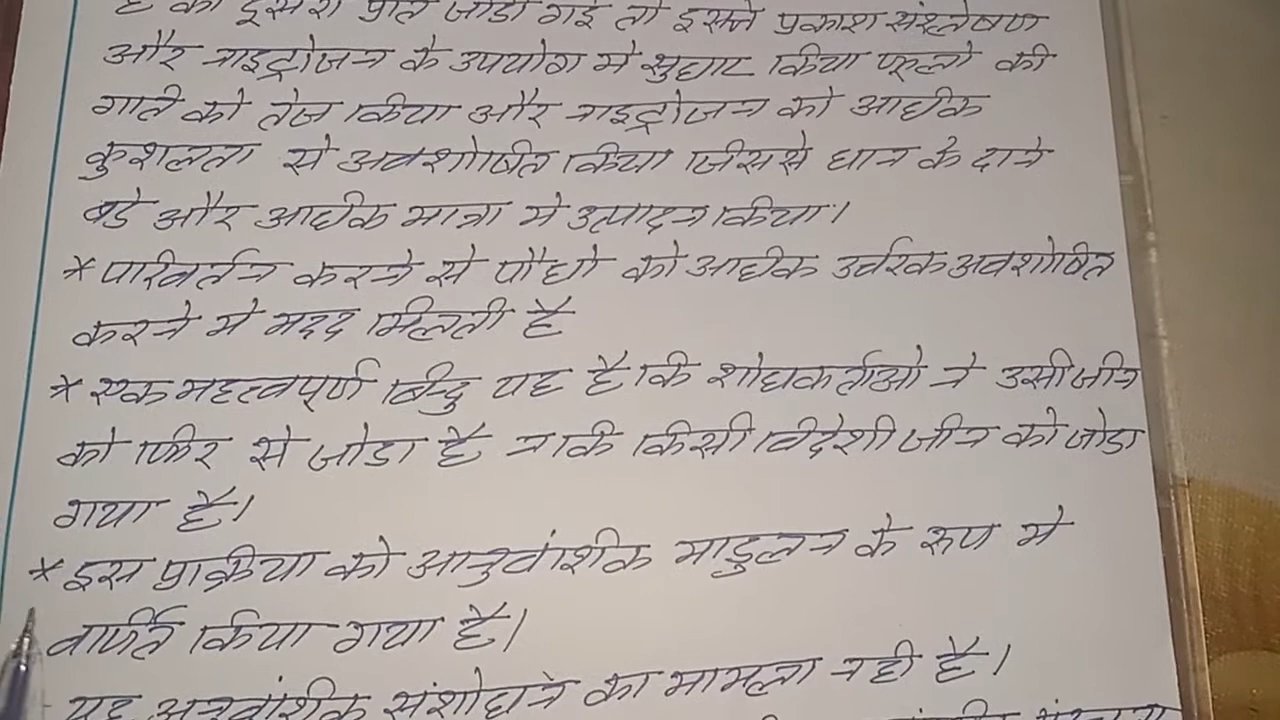 है की दूसरी प्रति जोडी गई तो इसने प्रकाश संश्लेषण
और नाइट्रोजन के उपयोग मे सुधार किया फूलो की
गति को तेज किया और नाइट्रोजन को अधिक
कुशलता से अवशोषित किया जिससे धान के दाने
बडे और अधिक मात्रा मे उत्पादन किया।
*परिवर्तन करने से पौधो को अधिक उर्वरक अवशोषित
करने मे मदद मिलती है
*एक महत्त्वपूर्ण बिन्दु यह है कि शोधकर्ताओ ने उसी जीन
को फिर से जोडा है न कि किसी विदेशी जीन को जोडा
गया है।
*इस प्रक्रिया को आनुवांशिक माडुलन के रूप मे
वर्णित किया गया है।
यह अनुवांशिक संशोधन का मामला नही है।